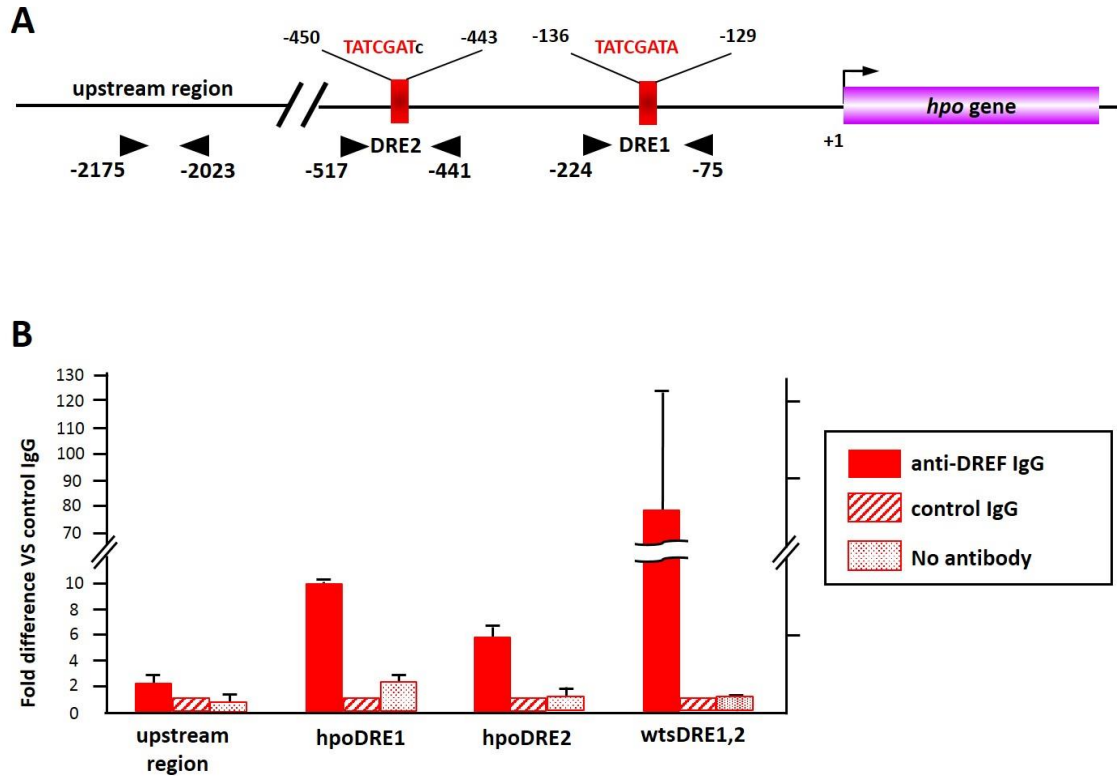 A
-450 TATCGATc -443 -136 TATCGATA -129
upstream region
hpo gene
+1
DRE2 DRE1
-2175 -2023 -517 -441 -224 -75
B
Fold difference VS control IgG
130
120
110
100
90
80
70
10
8
6
4
2
0
upstream region
hpoDRE1
hpoDRE2
wtsDRE1,2
anti-DREF IgG
control IgG
No antibody